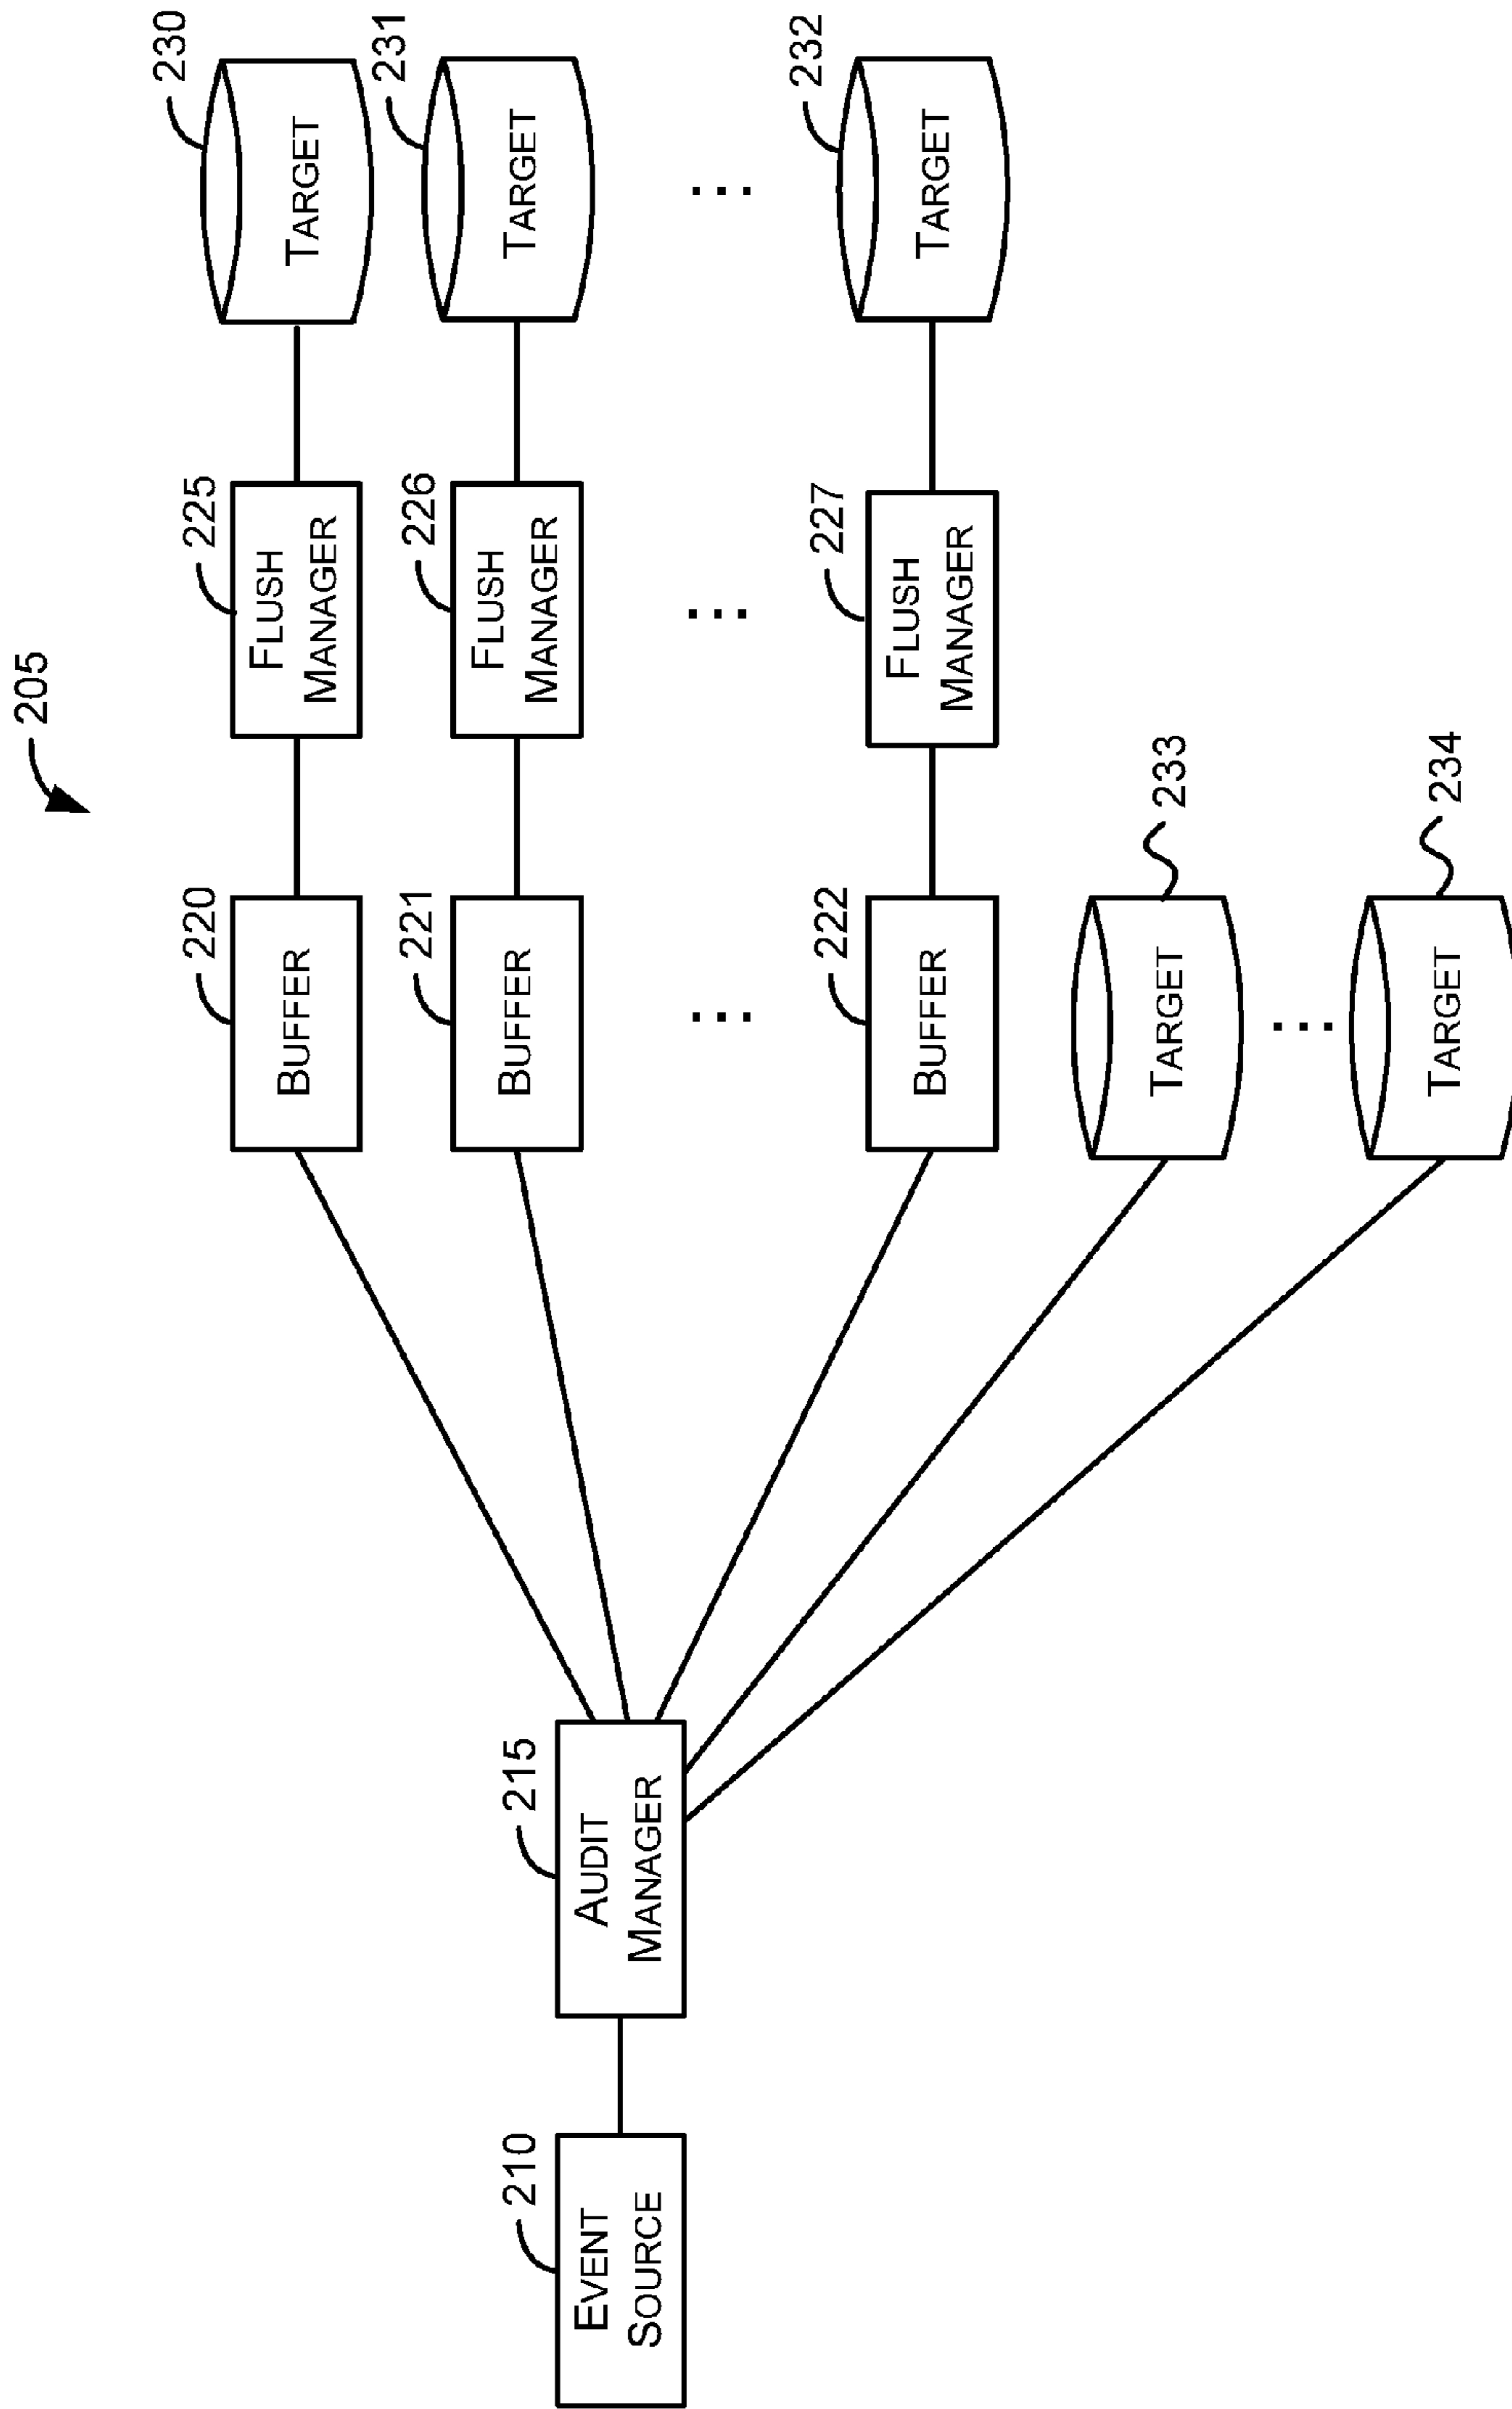 205
220
BUFFER
225
FLUSH
MANAGER
230
TARGET
221
BUFFER
226
FLUSH
MANAGER
231
TARGET
210
EVENT
SOURCE
215
AUDIT
MANAGER
...
...
...
222
BUFFER
227
FLUSH
MANAGER
232
TARGET
TARGET
233
...
TARGET
234